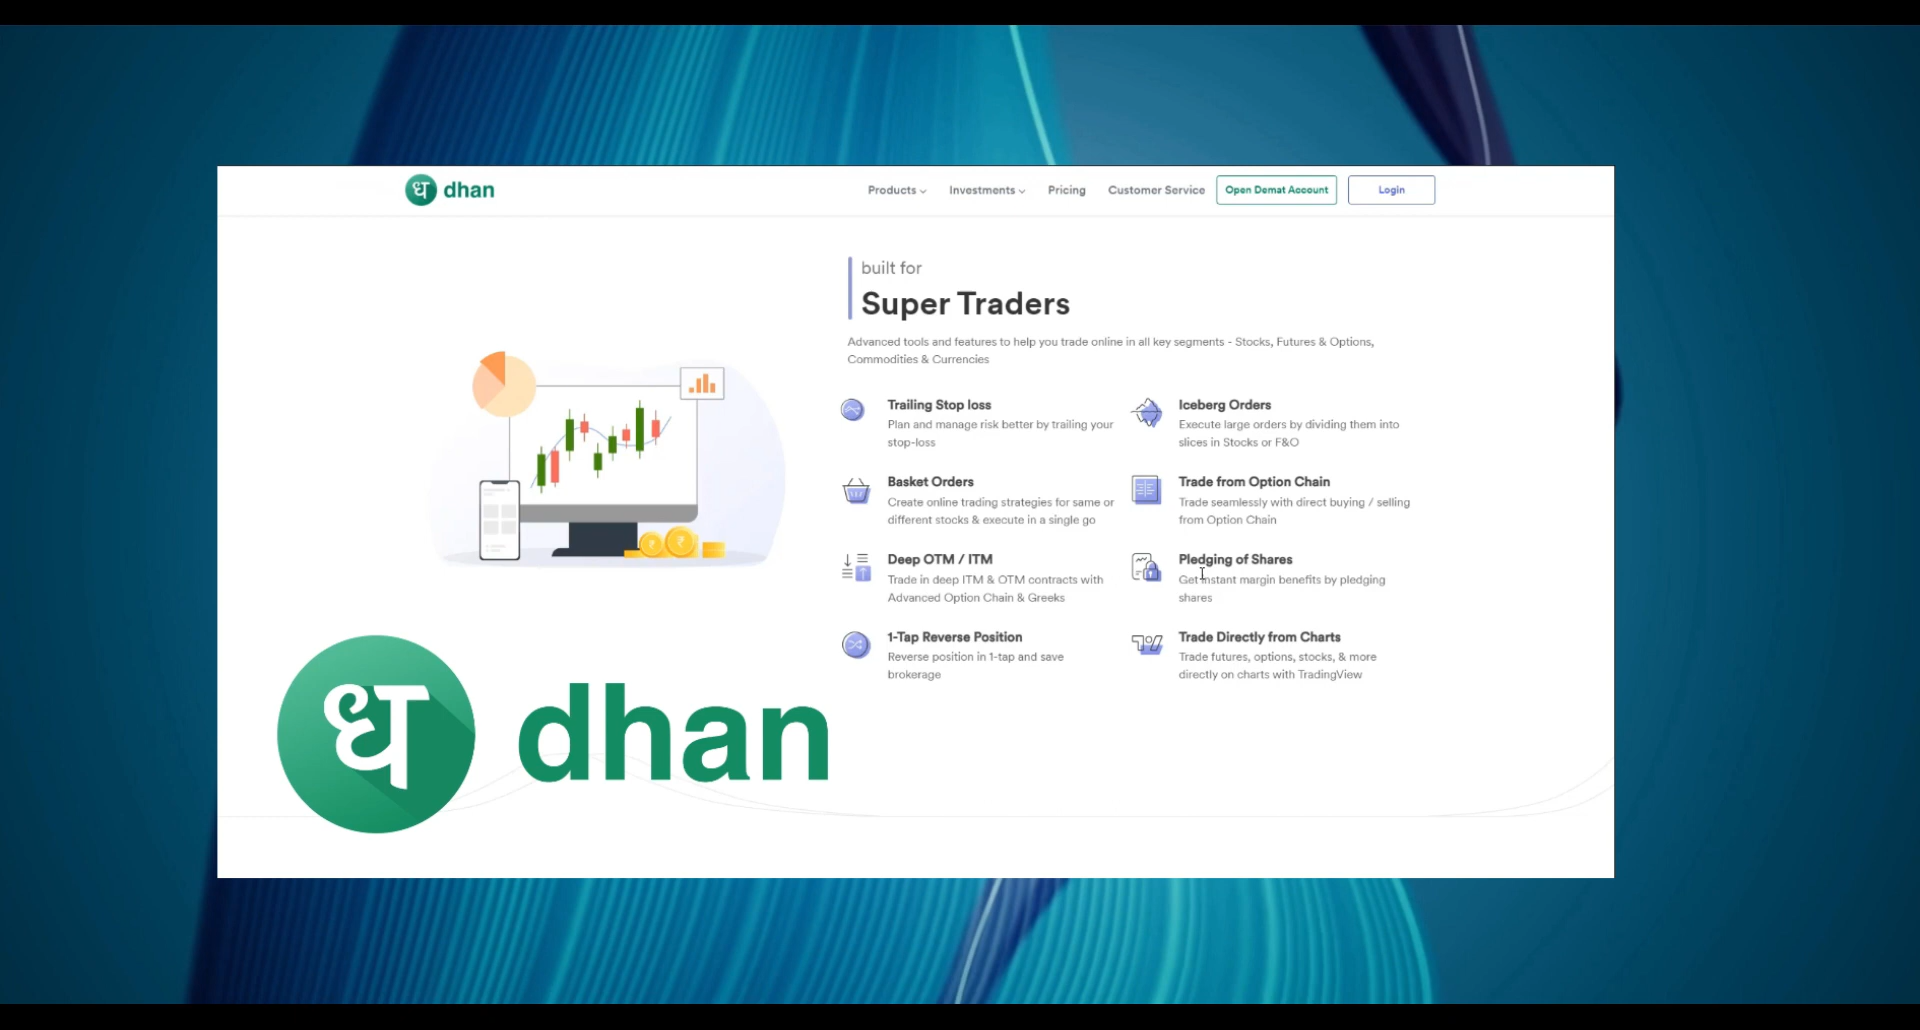 ध dhan
Products
Investments
Pricing
Customer Service
Open Demat Account
Login
built for
Super Traders
Advanced tools and features to help you trade online in all key segments - Stocks, Futures & Options,
Commodities & Currencies
Trailing Stop loss
Plan and manage risk better by trailing your
stop-loss
Iceberg Orders
Execute large orders by dividing them into
slices in Stocks or F&O
Basket Orders
Create online trading strategies for same or
different stocks & execute in a single go
Trade from Option Chain
Trade seamlessly with direct buying / selling
from Option Chain
Deep OTM / ITM
Trade in deep ITM & OTM contracts with
Advanced Option Chain & Greeks
Pledging of Shares
Get instant margin benefits by pledging
shares
1-Tap Reverse Position
Reverse position in 1-tap and save
brokerage
Trade Directly from Charts
Trade futures, options, stocks, & more
directly on charts with TradingView
ध dhan